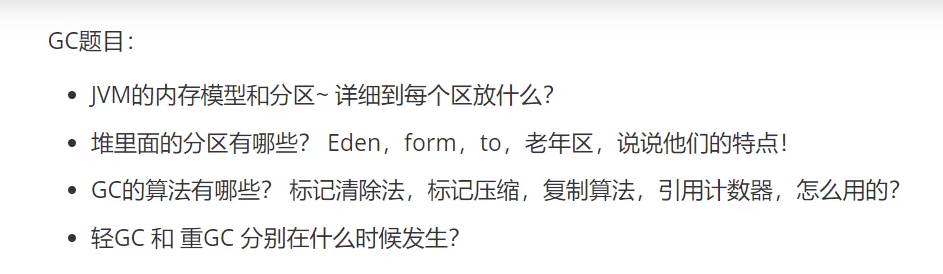 GC题目：
JVM的内存模型和分区~ 详细到每个区放什么？
堆里面的分区有哪些？ Eden，form，to，老年区，说说他们的特点！
GC的算法有哪些？ 标记清除法，标记压缩，复制算法，引用计数器，怎么用的？
轻GC 和 重GC 分别在什么时候发生？